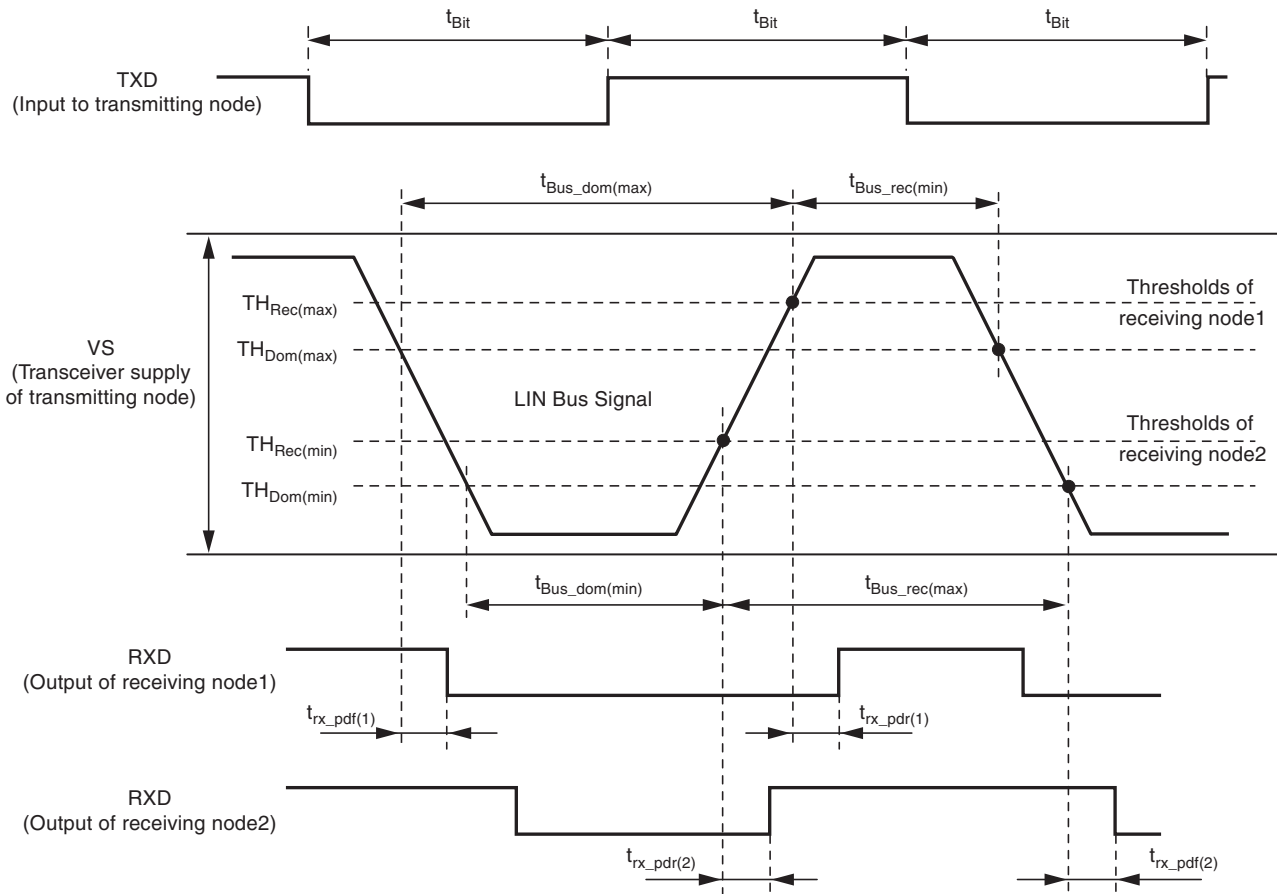 tBit tBit tBit
TXD
(Input to transmitting node)
tBus_dom(max) tBus_rec(min)
THRec(max)
Thresholds of
receiving node1
THDom(max)
VS
(Transceiver supply
of transmitting node)
LIN Bus Signal
THRec(min)
Thresholds of
receiving node2
THDom(min)
tBus_dom(min) tBus_rec(max)
RXD
(Output of receiving node1)
trx_pdf(1) trx_pdr(1)
RXD
(Output of receiving node2)
trx_pdr(2) trx_pdf(2)